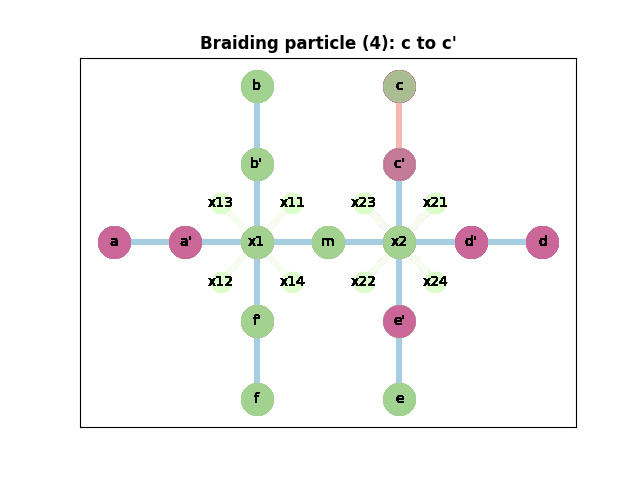 Braiding particle (4): c to c'
b c
b' c'
x13 x11 x23 x21
a a' x1 m x2 d' d
x12 x14 x22 x24
f' e'
f e